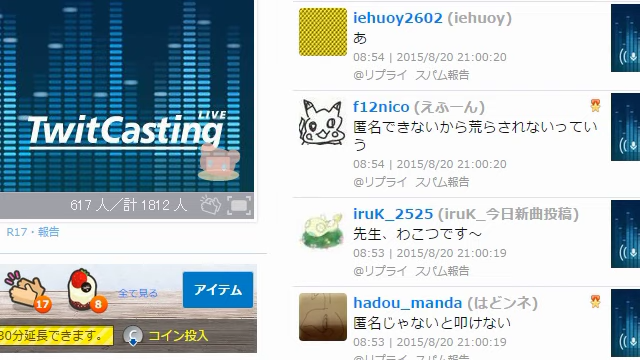 TwitCasting LIVE
617 人／計 1812 人
R17・報告
17
8
全て見る
アイテム
30分延長できます。
C
コイン投入
iehuoy2602 (iehuoy)
あ
08:54 | 2015/8/20 21:00:20
@リプライ スパム報告
f12nico (えふーん)
匿名できないから荒らされないってい
う
08:54 | 2015/8/20 21:00:20
@リプライ スパム報告
iruK_2525 (iruK_今日新曲投稿)
先生、わこつです～
08:53 | 2015/8/20 21:00:19
@リプライ スパム報告
hadou_manda (はどンネ)
匿名じゃないと叩けない
08:53 | 2015/8/20 21:00:19
@リプライ スパム報告